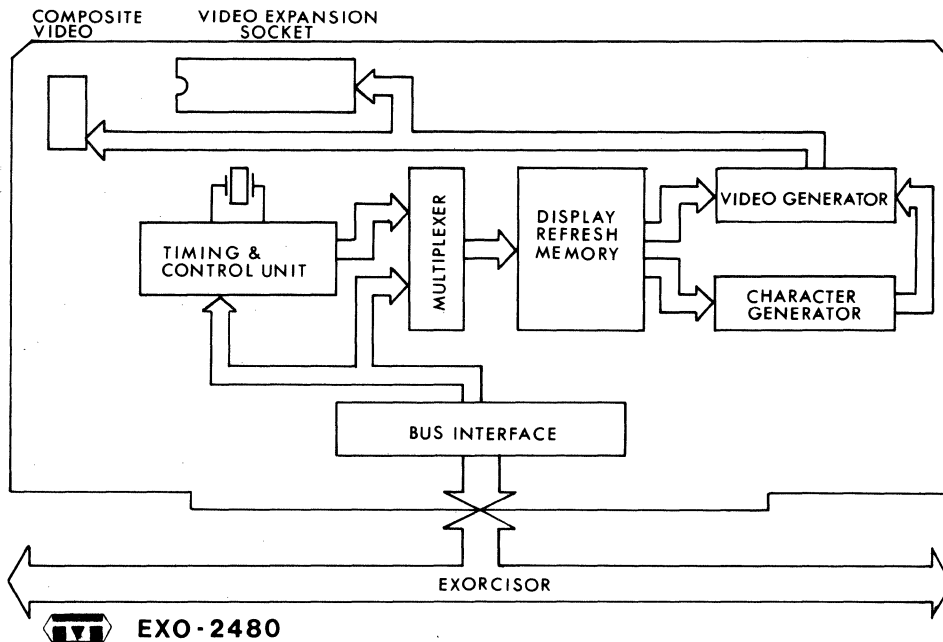 COMPOSITE
VIDEO
VIDEO EXPANSION
SOCKET
TIMING &
CONTROL UNIT
MULTIPLEXER
DISPLAY
REFRESH
MEMORY
VIDEO GENERATOR
CHARACTER
GENERATOR
BUS INTERFACE
EXORCISOR
EXO-2480